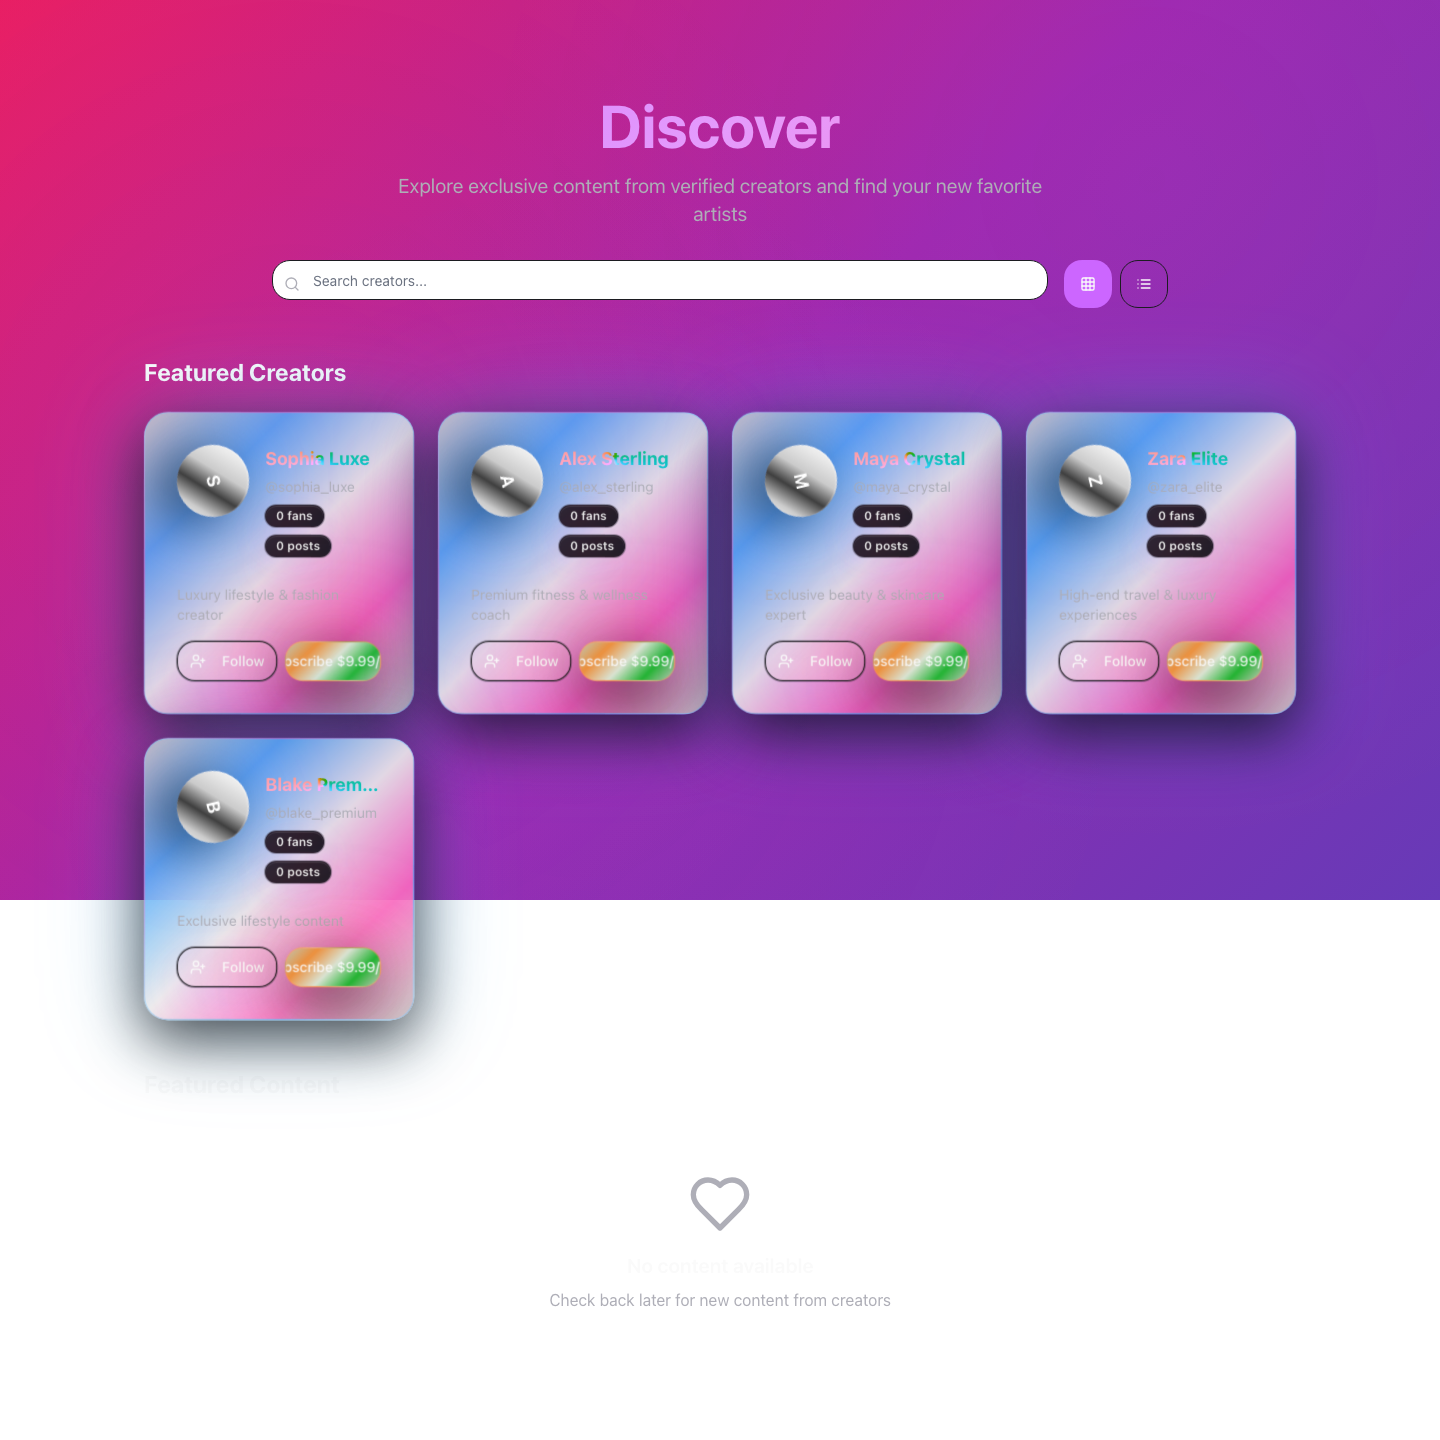 Discover
Explore exclusive content from verified creators and find your new favorite
artists
Search creators...
Featured Creators
S
Sophia Luxe
@sophia_luxe
0 fans
0 posts
Luxury lifestyle & fashion
creator
Follow
$9.99/
A
Alex Sterling
@alex_sterling
0 fans
0 posts
Premium fitness & wellness
coach
Follow
$9.99/
M
Maya Crystal
@maya_crystal
0 fans
0 posts
Exclusive beauty & skincare
expert
Follow
$9.99/
Z
Zara Elite
@zara_elite
0 fans
0 posts
High-end travel & luxury
experiences
Follow
$9.99/
B
Blake Prem...
@blake_premium
0 fans
0 posts
Exclusive lifestyle content
Follow
$9.99/
Featured Content
No content available
Check back later for new content from creators